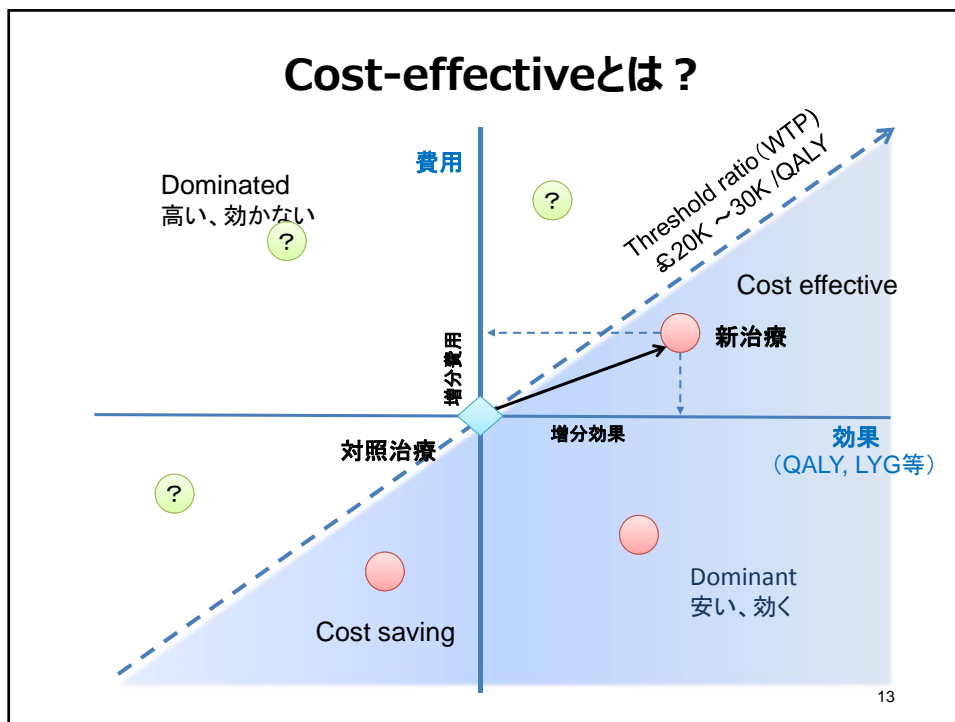 Cost-effectiveとは？
費用
Dominated
高い、効かない
？
？
Threshold ratio（WTP）
￡20K ～30K /QALY
Cost effective
新治療
増分費用
対照治療
増分効果
効果
（QALY, LYG等）
？
Dominant
安い、効く
Cost saving
13